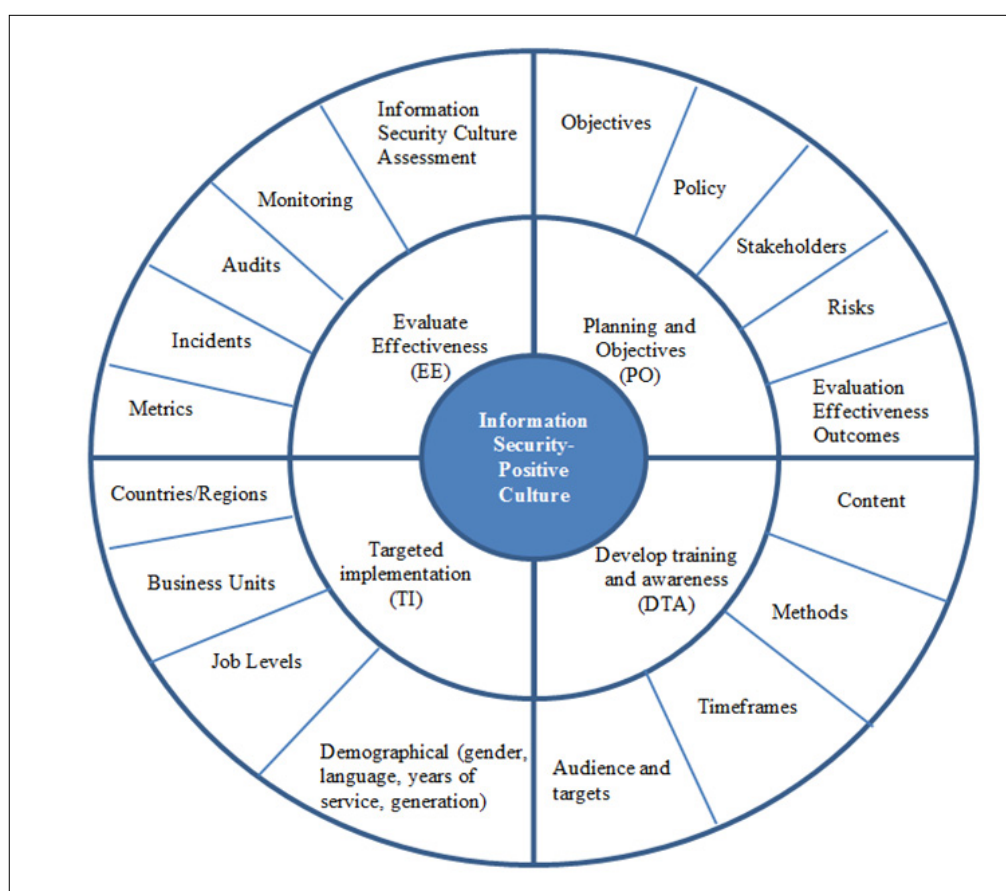 Information
Security Culture
Assessment
Objectives
Policy
Monitoring
Stakeholders
Audits
Risks
Evaluate
Effectiveness
(EE)
Planning and
Objectives
(PO)
Incidents
Metrics
Evaluation
Effectiveness
Outcomes
Information
Security-
Positive
Culture
Countries/Regions
Content
Targeted
implementation
(TI)
Develop training
and awareness
(DTA)
Business Units
Methods
Job Levels
Timeframes
Demographical (gender,
language, years of
service, generation)
Audience and
targets